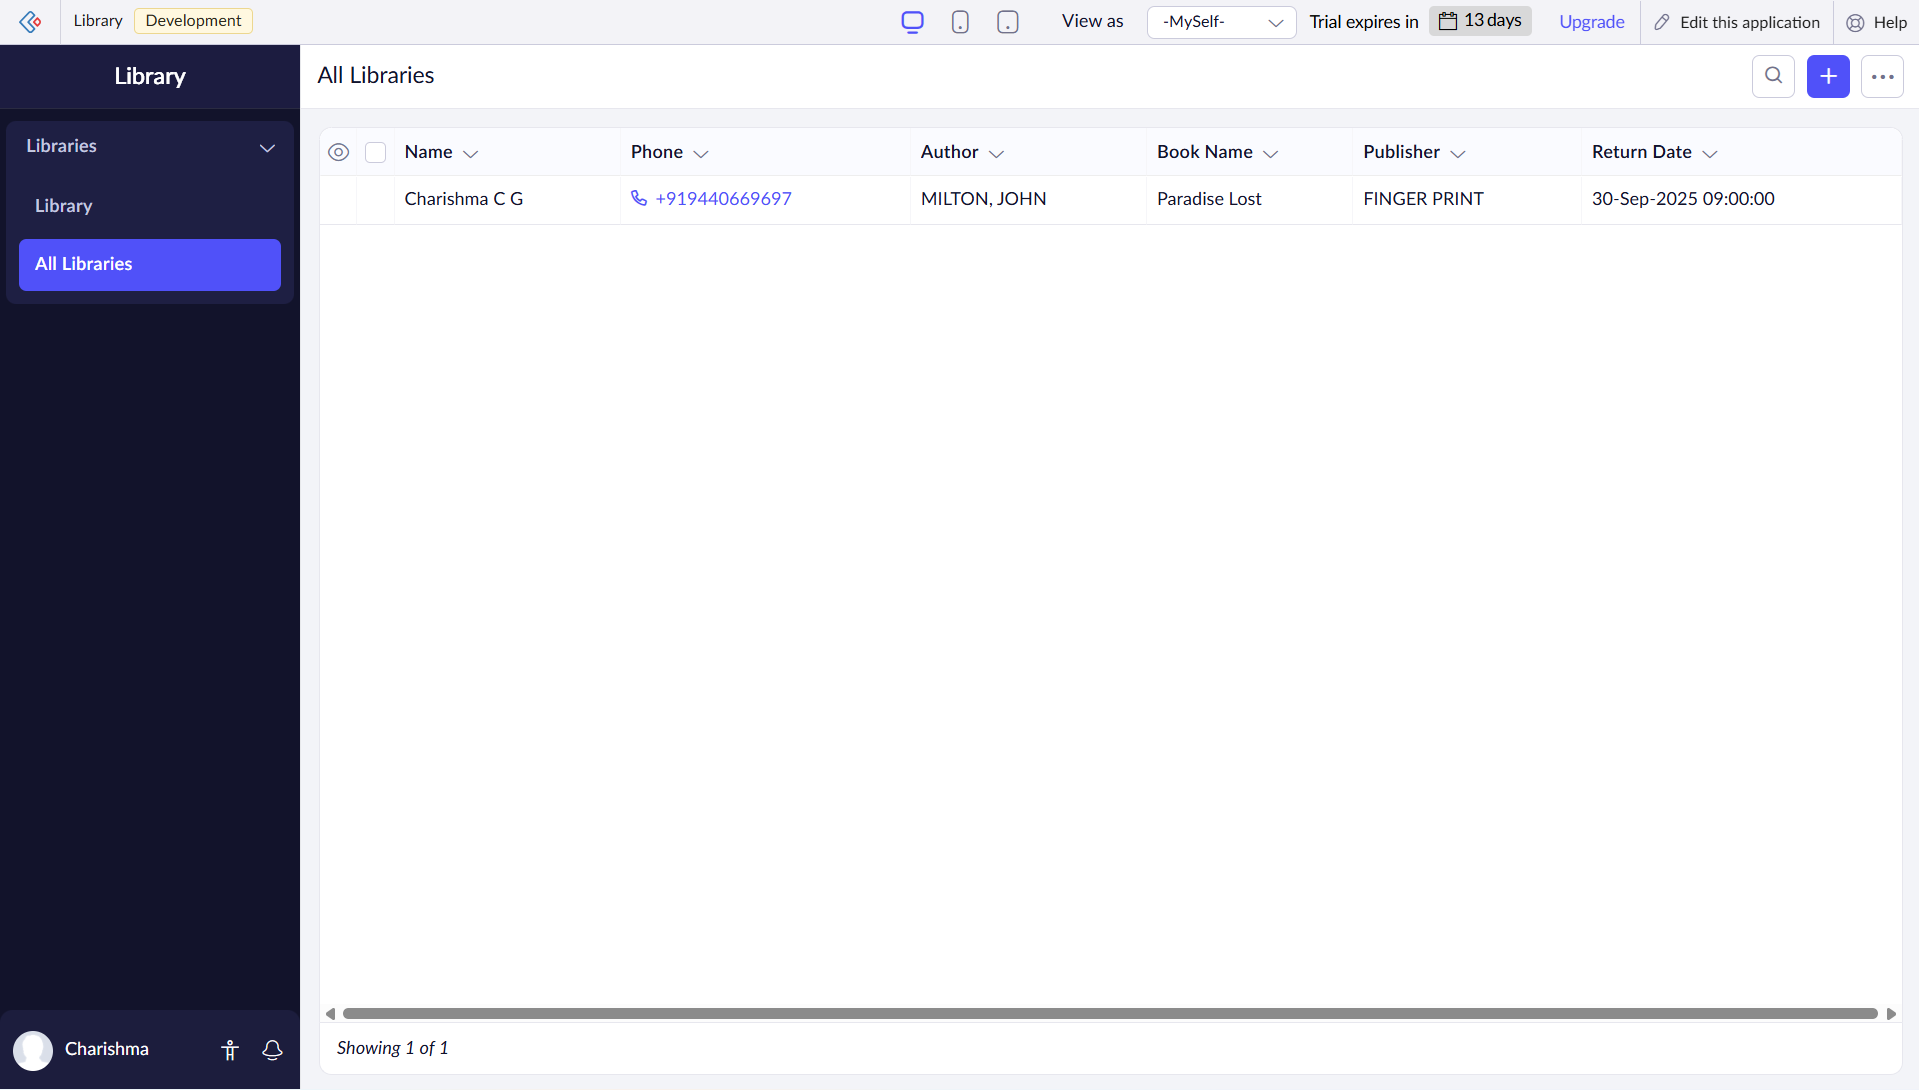 Library Development View as -MySelf- Trial expires in 13 days Upgrade Edit this application Help
Library
All Libraries
Libraries
Library
All Libraries
Name Phone Author Book Name Publisher Return Date
Charishma C G +919440669697 MILTON, JOHN Paradise Lost FINGER PRINT 30-Sep-2025 09:00:00
Showing 1 of 1
Charishma